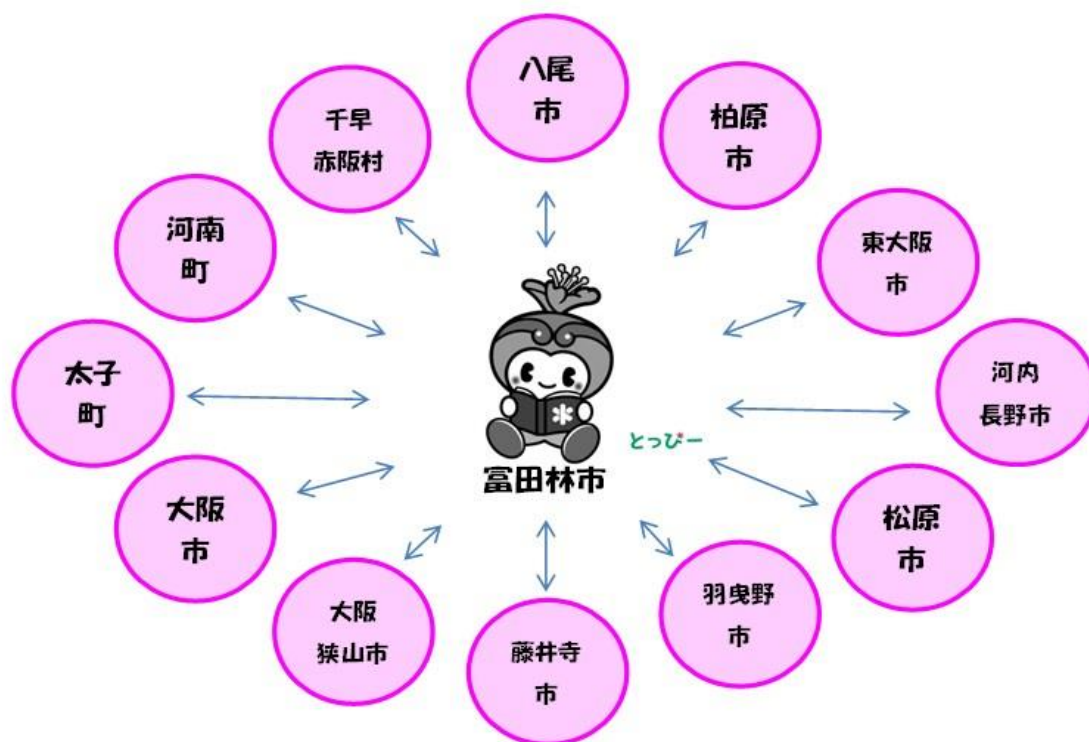 八尾
市
柏原
市
東大阪
市
河内
長野市
松原
市
羽曳野
市
藤井寺
市
大阪
狭山市
大阪
市
太子
町
河南
町
千早
赤阪村
とっぴー
富田林市